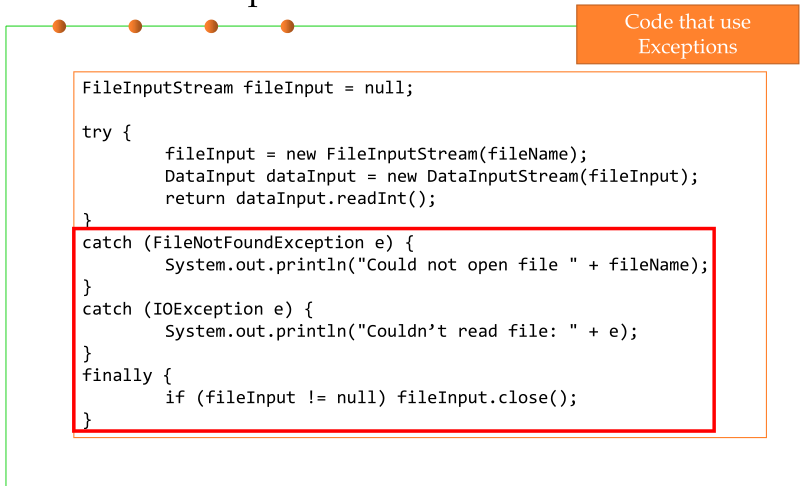 Code that use
Exceptions
FileInputStream fileInput = null;
try {
fileInput = new FileInputStream(fileName);
DataInput dataInput = new DataInputStream(fileInput);
return dataInput.readInt();
}
catch (FileNotFoundException e) {
System.out.println("Could not open file " + fileName);
}
catch (IOException e) {
System.out.println("Couldn’t read file: " + e);
}
finally {
if (fileInput != null) fileInput.close();
}